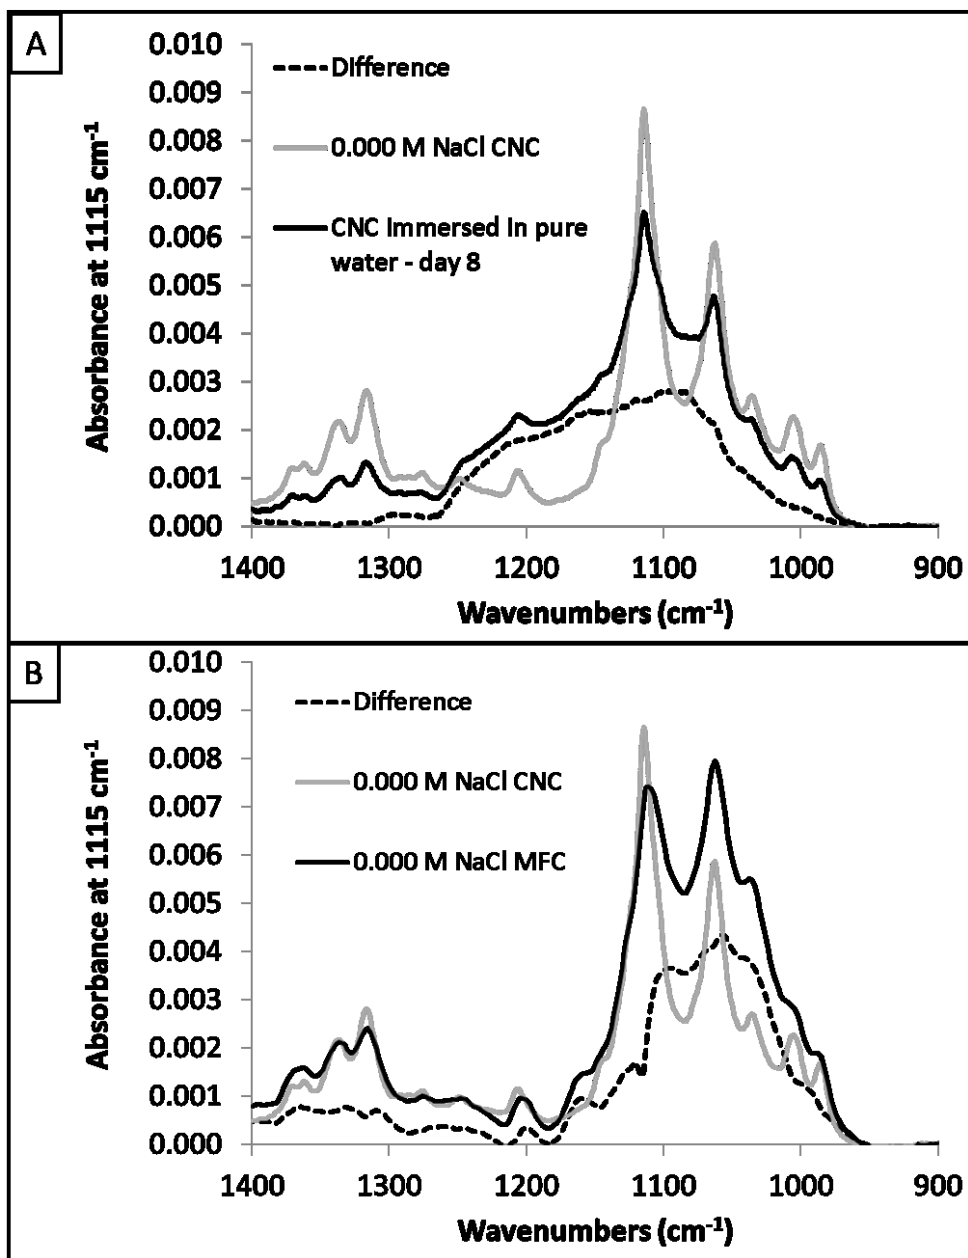 A
Absorbance at 1115 cm-1
0.010
0.009
0.008
0.007
0.006
0.005
0.004
0.003
0.002
0.001
0.000
Difference
0.000 M NaCl CNC
CNC Immersed In pure
water - day 8
1400 1300 1200 1100 1000 900
Wavenumbers (cm-1)
B
Absorbance at 1115 cm-1
0.010
0.009
0.008
0.007
0.006
0.005
0.004
0.003
0.002
0.001
0.000
Difference
0.000 M NaCl CNC
0.000 M NaCl MFC
1400 1300 1200 1100 1000 900
Wavenumbers (cm-1)